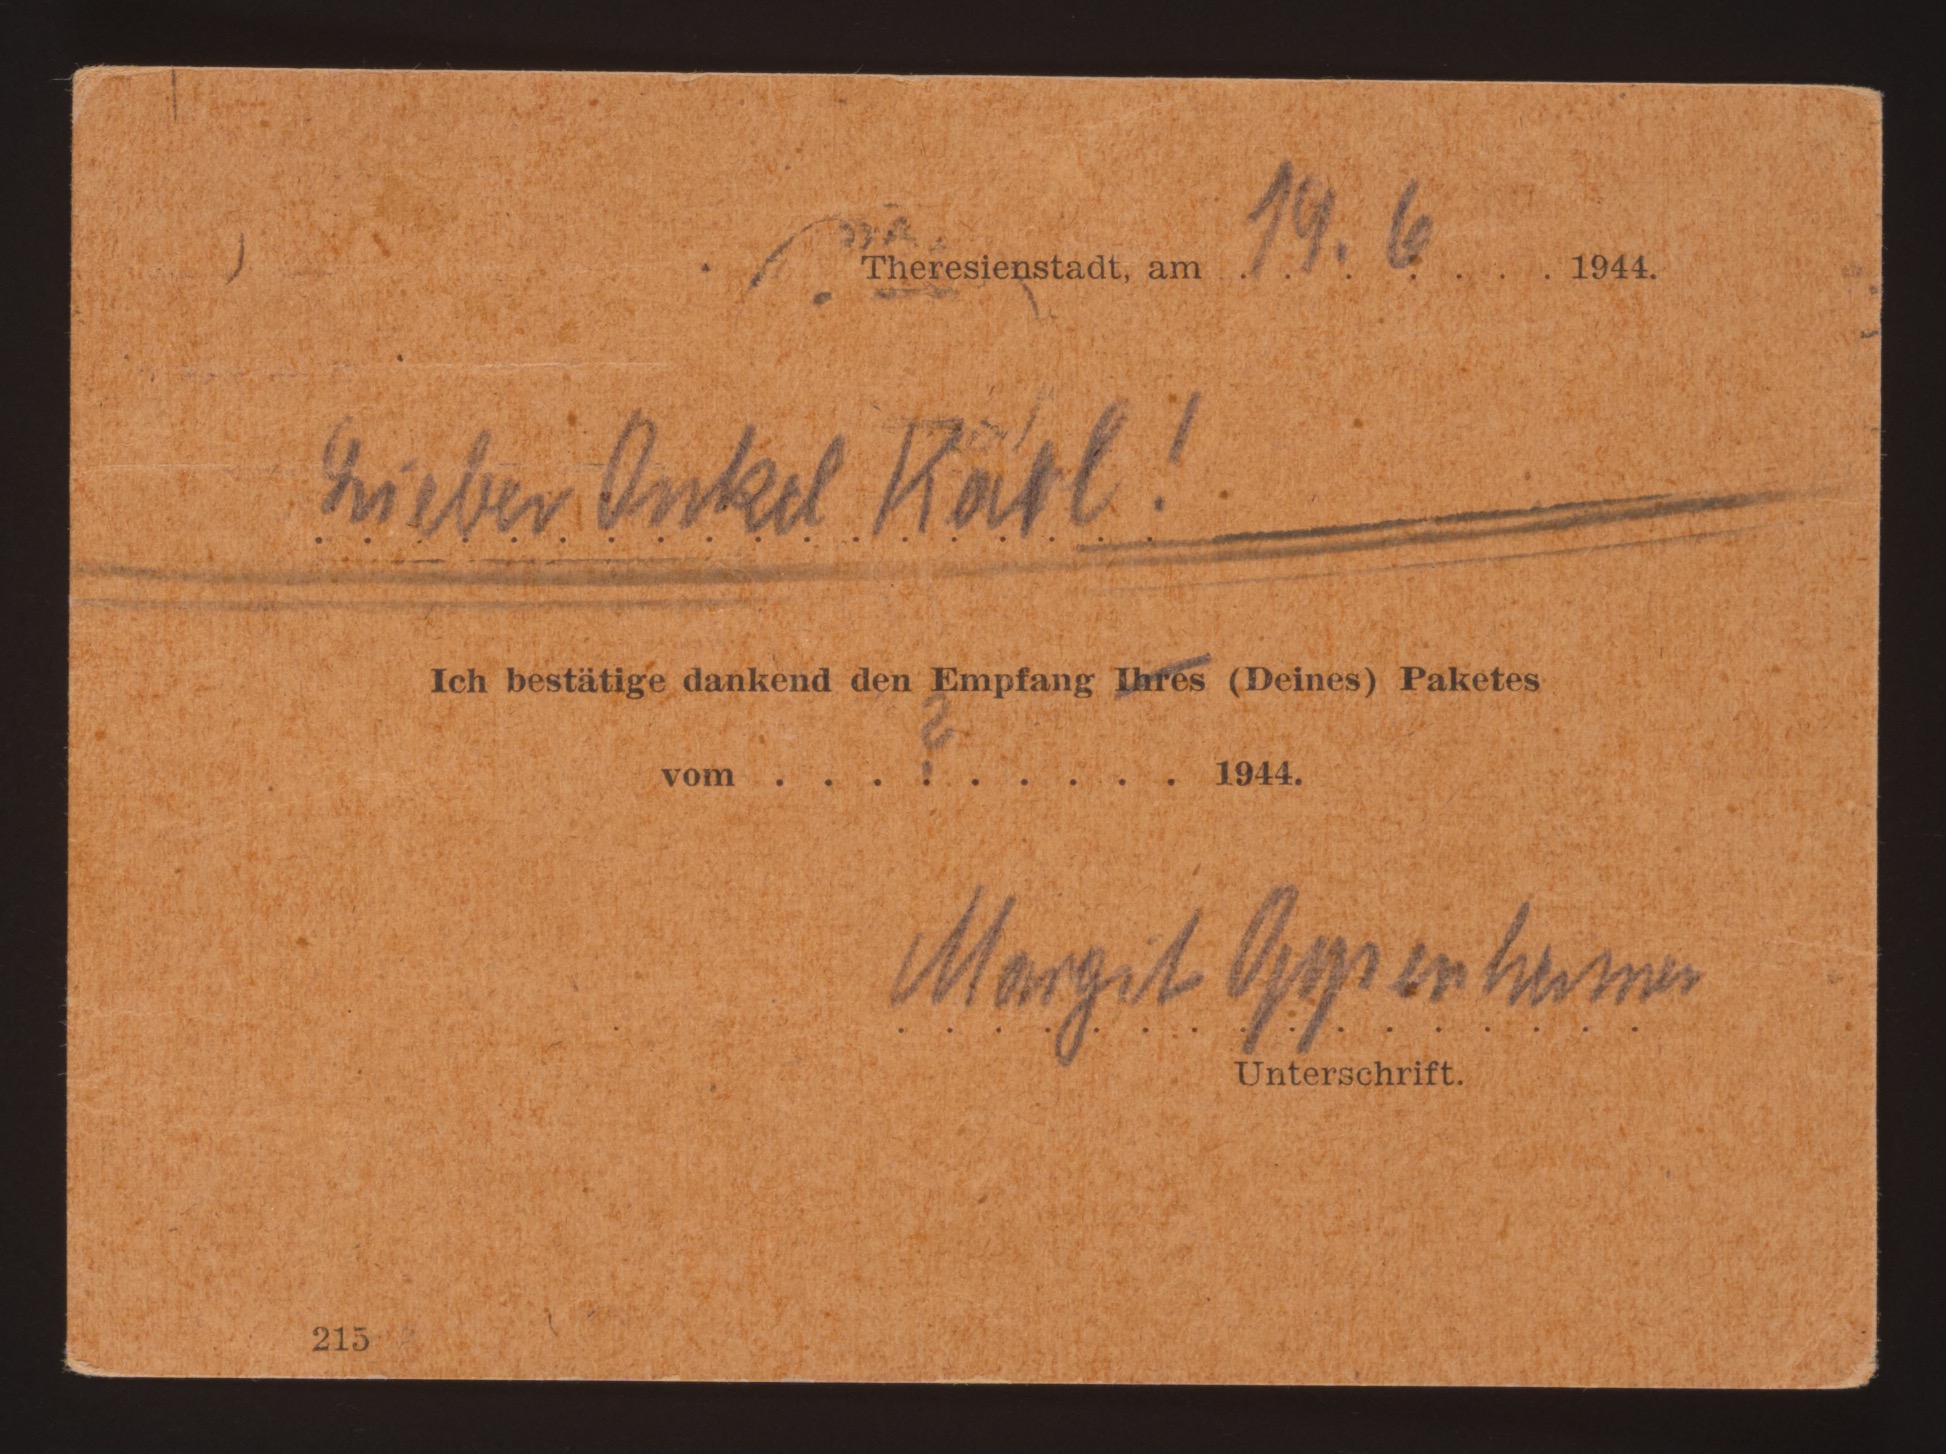 Theresienstadt, am 19. 6 1944.
Lieber Onkel Karl!
Ich bestätige dankend den Empfang Ihres (Deines) Paketes
vom . . . ? . . . . . 1944.
Margit Oppenheimer
Unterschrift.
215